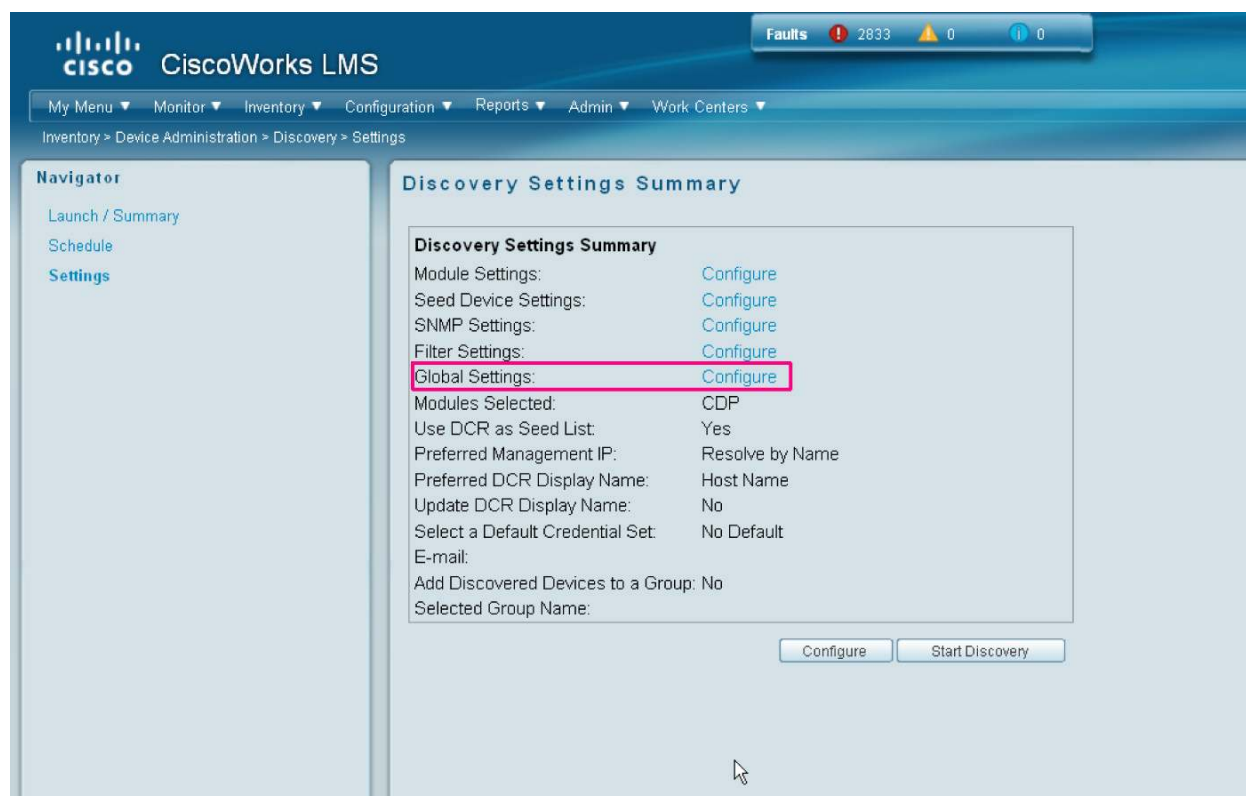 Faults 2833 0 0
CISCO CiscoWorks LMS
My Menu Monitor Inventory Configuration Reports Admin Work Centers
Inventory > Device Administration > Discovery > Settings
Navigator
Launch / Summary
Schedule
Settings
Discovery Settings Summary
Discovery Settings Summary
Module Settings: Configure
Seed Device Settings: Configure
SNMP Settings: Configure
Filter Settings: Configure
Global Settings: Configure
Modules Selected: CDP
Use DCR as Seed List: Yes
Preferred Management IP: Resolve by Name
Preferred DCR Display Name: Host Name
Update DCR Display Name: No
Select a Default Credential Set: No Default
E-mail:
Add Discovered Devices to a Group: No
Selected Group Name:
Configure Start Discovery